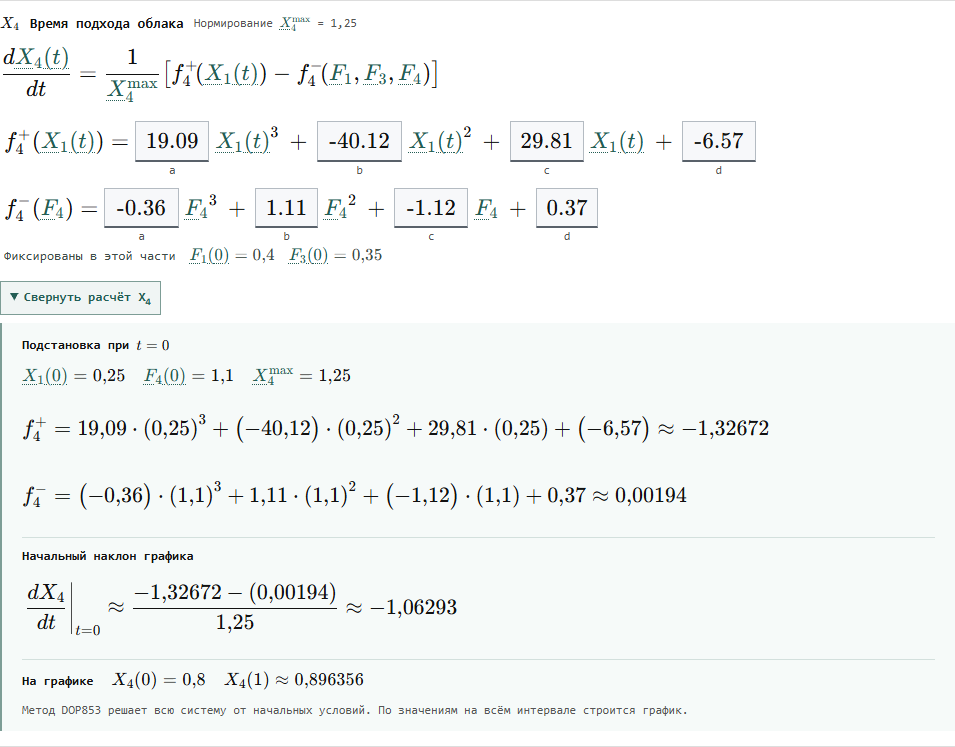 X₄ Время подхода облака Нормирование X₄ᵐᵃˣ = 1,25
dX₄(t)/dt = 1/X₄ᵐᵃˣ [f₄⁺(X₁(t)) − f₄⁻(F₁, F₃, F₄)]
f₄⁺(X₁(t)) = 19.09 X₁(t)³ + -40.12 X₁(t)² + 29.81 X₁(t) + -6.57
a b c d
f₄⁻(F₄) = -0.36 F₄³ + 1.11 F₄² + -1.12 F₄ + 0.37
a b c d
Фиксированы в этой части F₁(0) = 0,4 F₃(0) = 0,35
▼ Свернуть расчёт X₄
Подстановка при t = 0
X₁(0) = 0,25 F₄(0) = 1,1 X₄ᵐᵃˣ = 1,25
f₄⁺ = 19,09 · (0,25)³ + (−40,12) · (0,25)² + 29,81 · (0,25) + (−6,57) ≈ −1,32672
f₄⁻ = (−0,36) · (1,1)³ + 1,11 · (1,1)² + (−1,12) · (1,1) + 0,37 ≈ 0,00194
Начальный наклон графика
dX₄/dt |t=0 ≈ −1,32672 − (0,00194)/1,25 ≈ −1,06293
На графике X₄(0) = 0,8 X₄(1) ≈ 0,896356
Метод DOP853 решает всю систему от начальных условий. По значениям на всём интервале строится график.